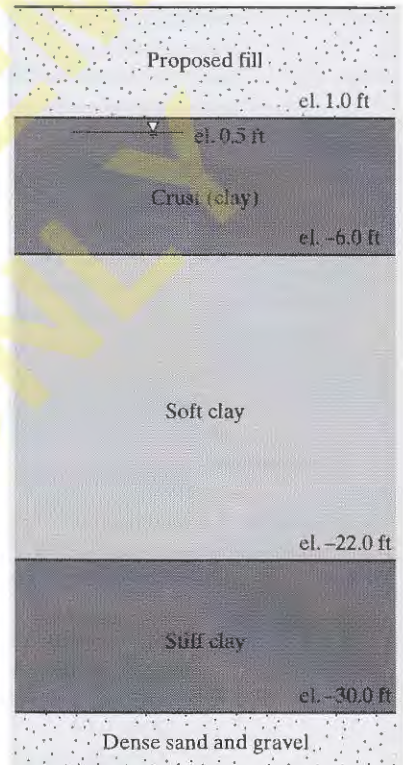 Proposed fill
el. 1.0 ft
el. 0.5 ft
Crust (clay)
el. –6.0 ft
Soft clay
el. –22.0 ft
Stiff clay
el. –30.0 ft
Dense sand and gravel